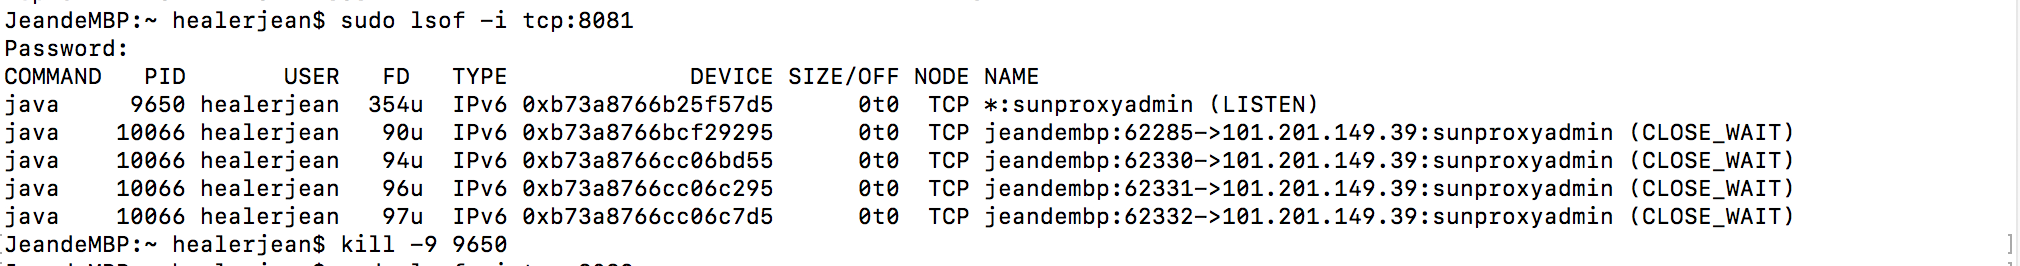 JeandeMBP:~ healerjean$ sudo lsof -i tcp:8081
Password:
COMMAND   PID       USER   FD   TYPE             DEVICE SIZE/OFF NODE NAME
java     9650 healerjean  354u  IPv6 0xb73a8766b25f57d5      0t0  TCP *:sunproxyadmin (LISTEN)
java    10066 healerjean   90u  IPv6 0xb73a8766bcf29295      0t0  TCP jeandembp:62285->101.201.149.39:sunproxyadmin (CLOSE_WAIT)
java    10066 healerjean   94u  IPv6 0xb73a8766cc06bd55      0t0  TCP jeandembp:62330->101.201.149.39:sunproxyadmin (CLOSE_WAIT)
java    10066 healerjean   96u  IPv6 0xb73a8766cc06c295      0t0  TCP jeandembp:62331->101.201.149.39:sunproxyadmin (CLOSE_WAIT)
java    10066 healerjean   97u  IPv6 0xb73a8766cc06c7d5      0t0  TCP jeandembp:62332->101.201.149.39:sunproxyadmin (CLOSE_WAIT)
JeandeMBP:~ healerjean$ kill -9 9650